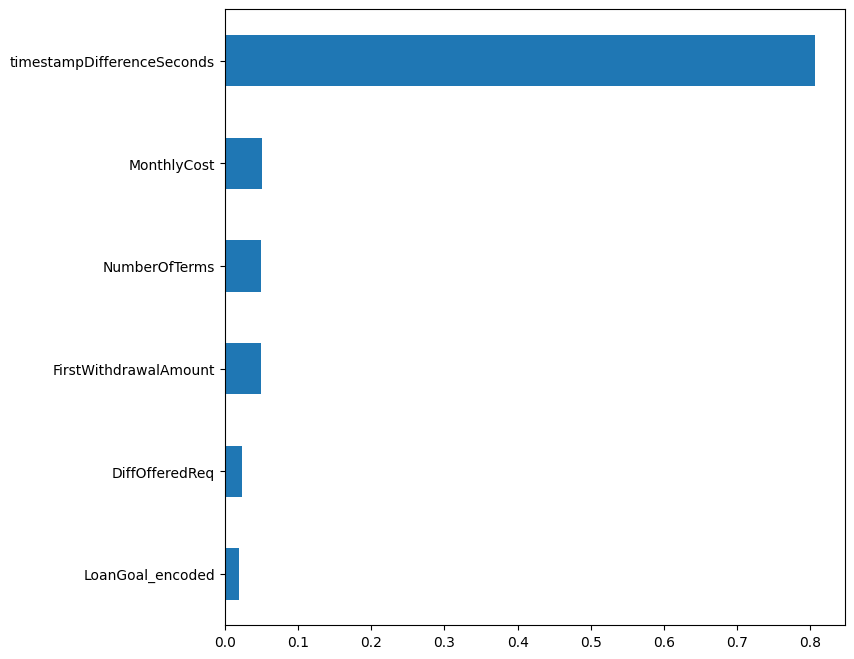 timestampDifferenceSeconds
MonthlyCost
NumberOfTerms
FirstWithdrawalAmount
DiffOfferedReq
LoanGoal_encoded
0.0 0.1 0.2 0.3 0.4 0.5 0.6 0.7 0.8